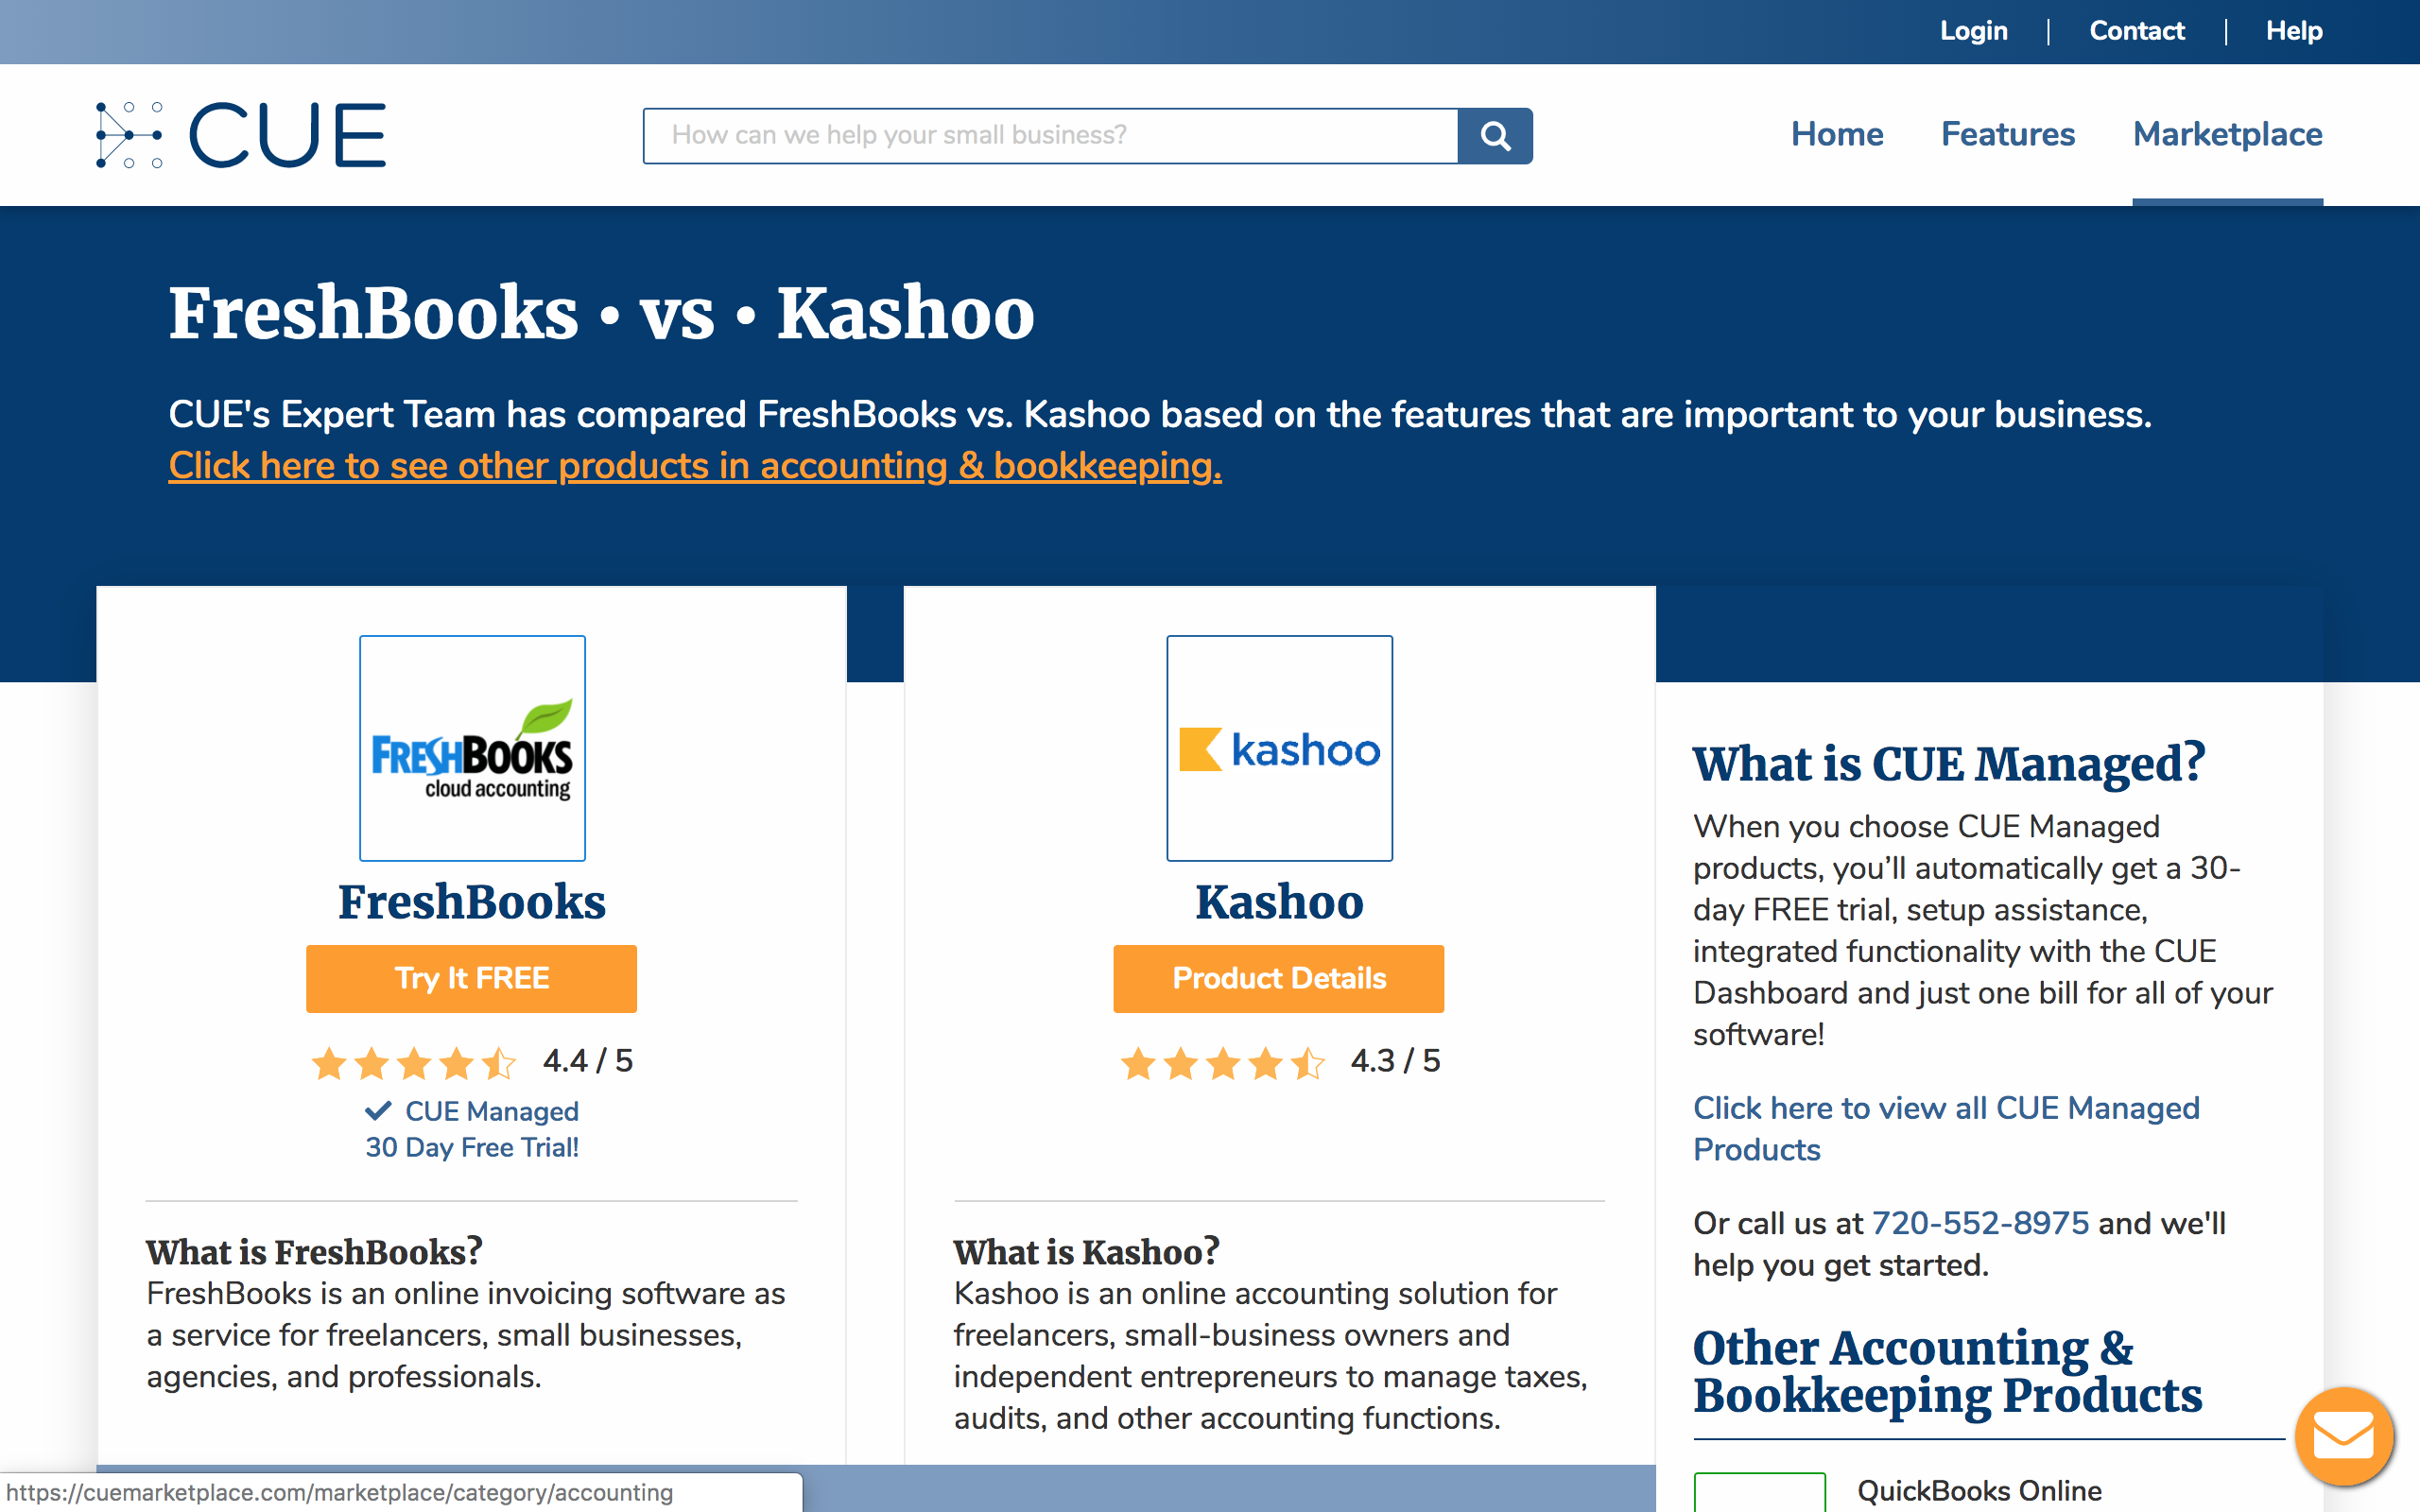 Login | Contact | Help
CUE
How can we help your small business?
Home Features Marketplace
FreshBooks • vs • Kashoo
CUE's Expert Team has compared FreshBooks vs. Kashoo based on the features that are important to your business.
Click here to see other products in accounting & bookkeeping.
FRESHBOOKS
cloud accounting
FreshBooks
Try It FREE
4.4 / 5
CUE Managed
30 Day Free Trial!
What is FreshBooks?
FreshBooks is an online invoicing software as
a service for freelancers, small businesses,
agencies, and professionals.
kashoo
Kashoo
Product Details
4.3 / 5
What is Kashoo?
Kashoo is an online accounting solution for
freelancers, small-business owners and
independent entrepreneurs to manage taxes,
audits, and other accounting functions.
What is CUE Managed?
When you choose CUE Managed
products, you’ll automatically get a 30-
day FREE trial, setup assistance,
integrated functionality with the CUE
Dashboard and just one bill for all of your
software!
Click here to view all CUE Managed
Products
Or call us at 720-552-8975 and we'll
help you get started.
Other Accounting &
Bookkeeping Products
QuickBooks Online
https://cuemarketplace.com/marketplace/category/accounting